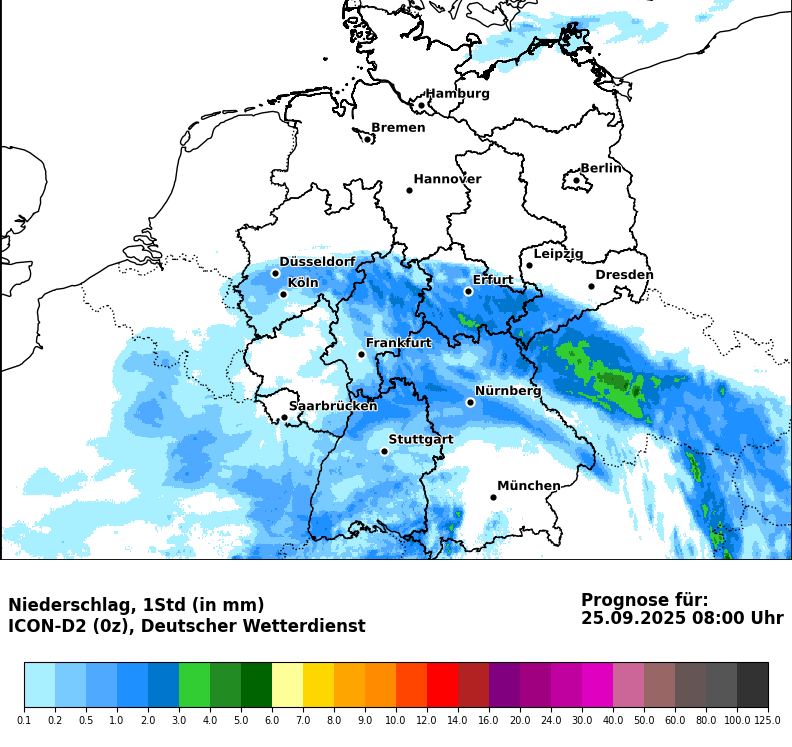 Hamburg
Bremen
Berlin
Hannover
Leipzig
Düsseldorf
Dresden
Köln
Erfurt
Frankfurt
Nürnberg
Saarbrücken
Stuttgart
München
Niederschlag, 1Std (in mm)
ICON-D2 (0z), Deutscher Wetterdienst
Prognose für:
25.09.2025 08:00 Uhr
0.1 0.2 0.5 1.0 2.0 3.0 4.0 5.0 6.0 7.0 8.0 9.0 10.0 12.0 14.0 16.0 20.0 24.0 30.0 40.0 50.0 60.0 80.0 100.0 125.0